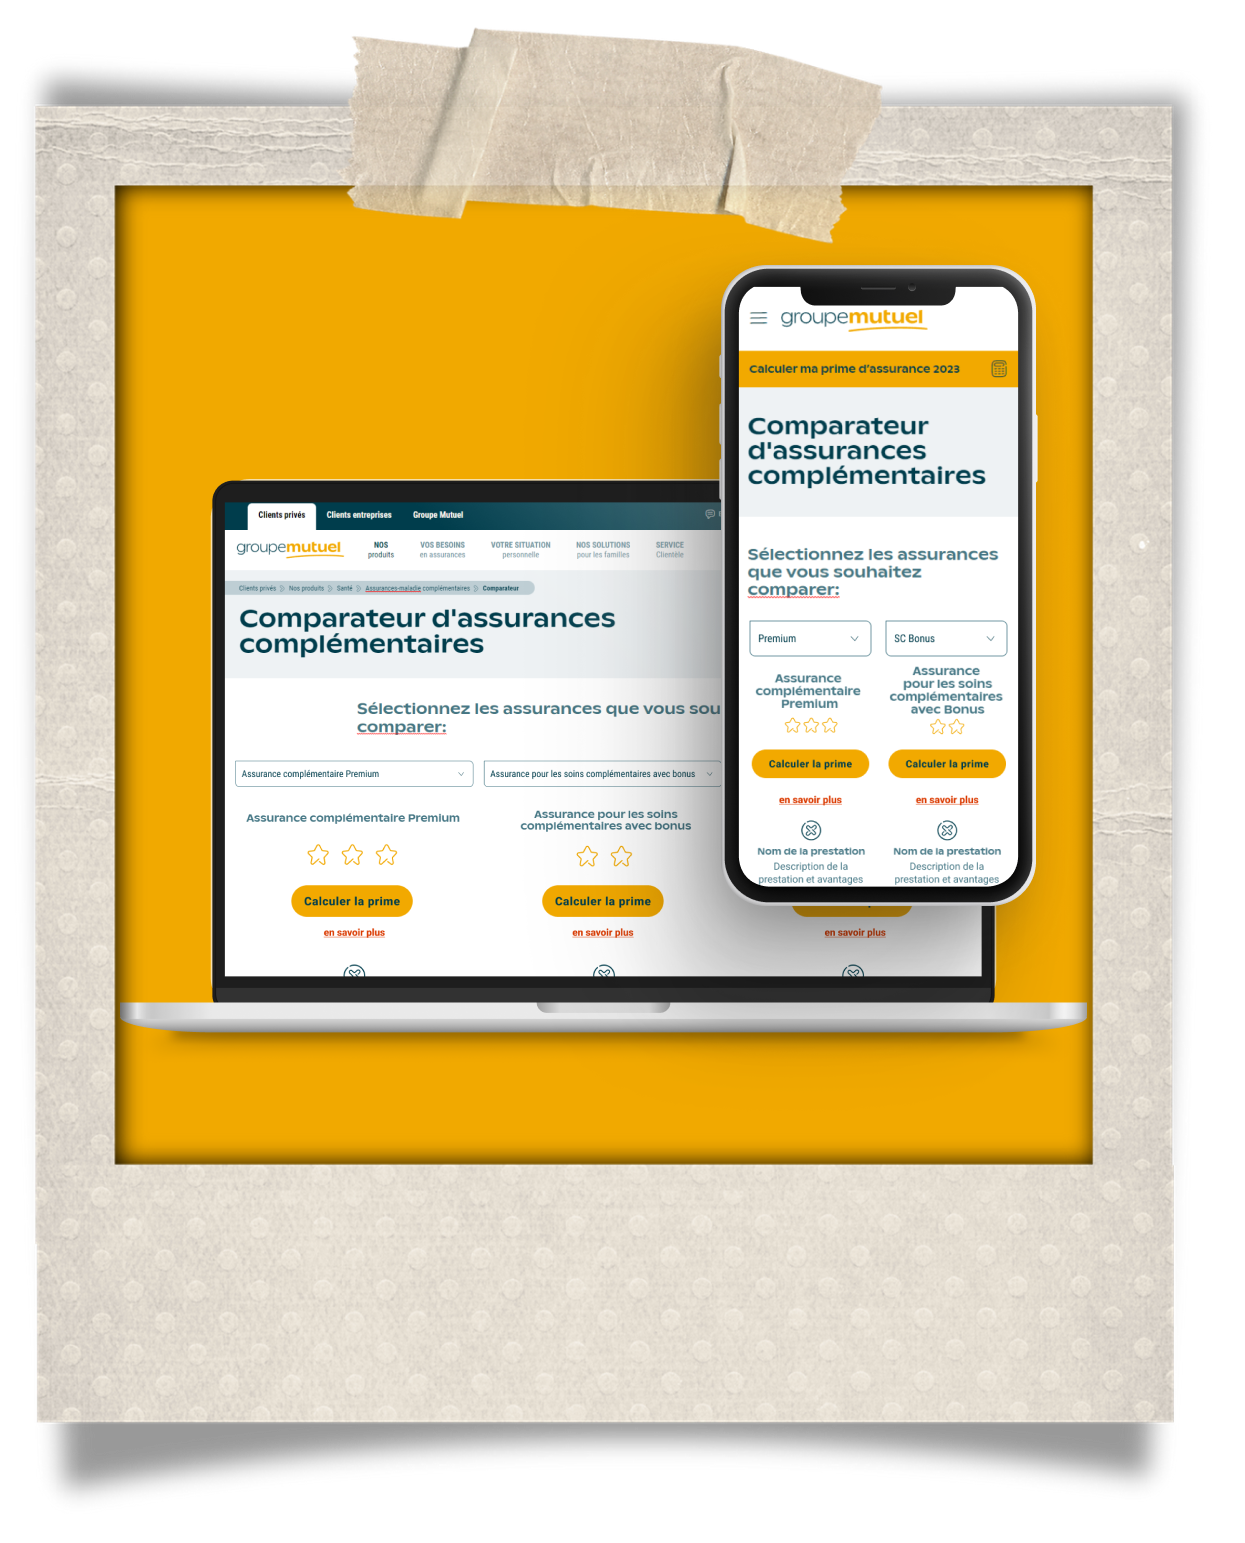 Clients privés
Clients entreprises
Groupe Mutuel
groupemutuel
NOS
produits
VOS BESOINS
en assurances
VOTRE SITUATION
personnelle
NOS SOLUTIONS
pour les familles
SERVICE
Clientèle
Clients privés
Nos produits
Santé
Assurances-maladie complémentaires
Comparateur
Comparateur d'assurances
complémentaires
Sélectionnez les assurances que vous
comparer:
Assurance complémentaire Premium
Assurance pour les soins complémentaires avec bonus
Assurance complémentaire Premium
Assurance pour les soins
complémentaires avec bonus
Calculer la prime
Calculer la prime
en savoir plus
en savoir plus
en savoir plus
groupemutuel
Calculer ma prime d'assurance 2023
Comparateur
d'assurances
complémentaires
Sélectionnez les assurances
que vous souhaitez
comparer:
Premium
SC Bonus
Assurance
complémentaire
Premium
Assurance
pour les soins
complémentaires
avec Bonus
Calculer la prime
Calculer la prime
en savoir plus
en savoir plus
Nom de la prestation
Nom de la prestation
Description de la
prestation et avantages
Description de la
prestation et avantages